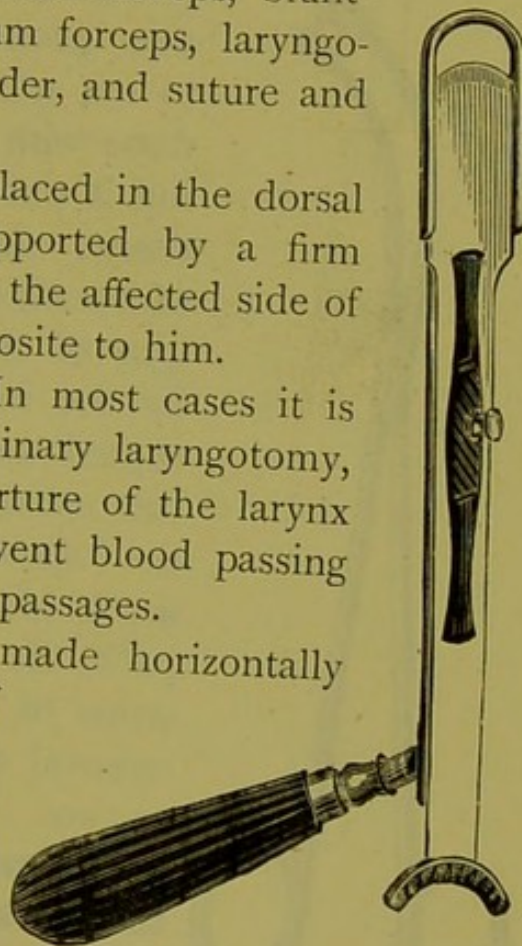 m forceps, laryngo-
der, and suture and
laced in the dorsal
pported by a firm
the affected side of
osite to him.
In most cases it is
inary laryngotomy,
rture of the larynx
vent blood passing
passages.
made horizontally